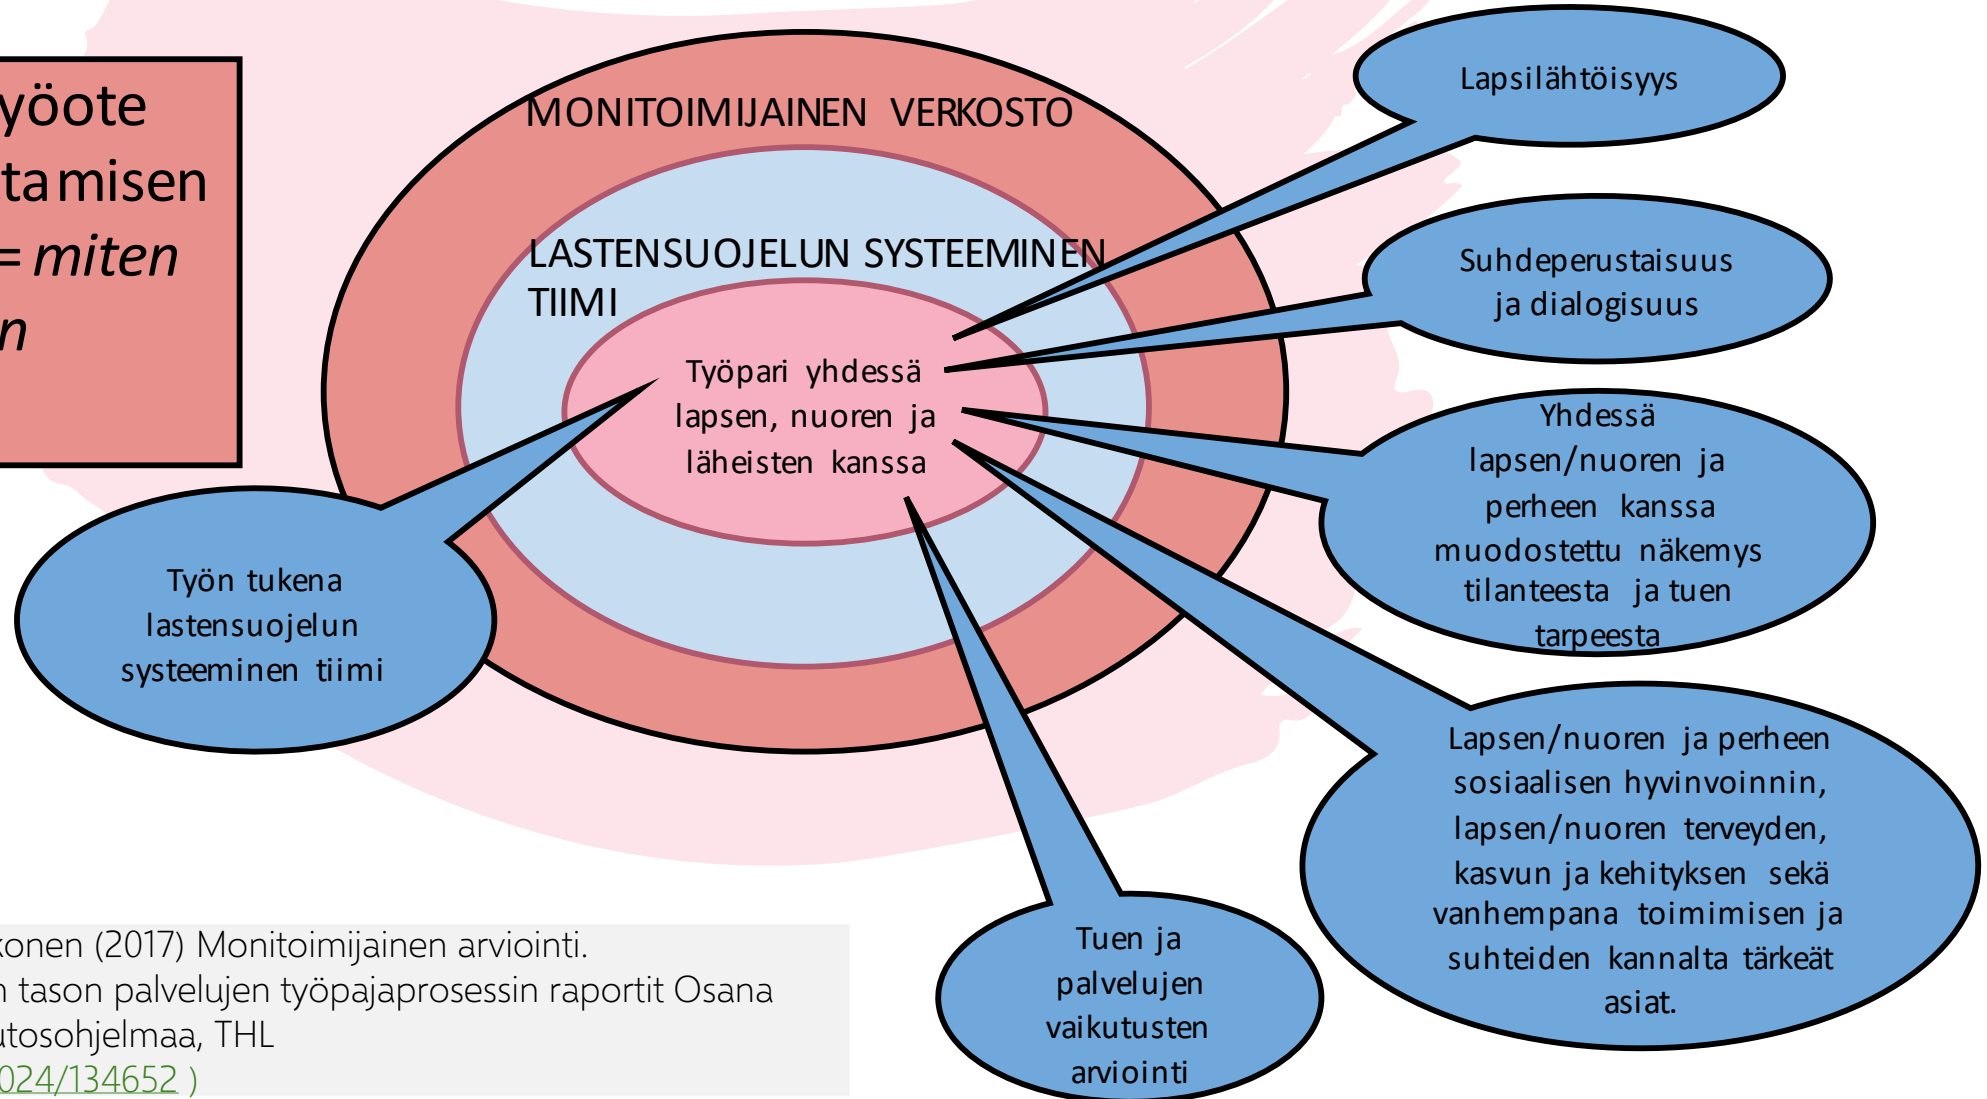 yöote
tamisen
= miten
n
MONITOIMIJAINEN VERKOSTO
LASTENSUOJELUN SYSTEEMINEN
TIIMI
Työpari yhdessä
lapsen, nuoren ja
läheisten kanssa
Lapsilähtöisyys
Suhdeperustaisuus
ja dialogisuus
Yhdessä
lapsen/nuoren ja
perheen kanssa
muodostettu näkemys
tilanteesta ja tuen
tarpeesta
Työn tukena
lastensuojelun
systeeminen tiimi
Lapsen/nuoren ja perheen
sosiaalisen hyvinvoinnin,
lapsen/nuoren terveyden,
kasvun ja kehityksen sekä
vanhempana toimimisen ja
suhteiden kannalta tärkeät
asiat.
Tuen ja
palvelujen
vaikutusten
arviointi
konen (2017) Monitoimijainen arviointi.
n tason palvelujen työpajaprosessin raportit Osana
utosohjelmaa, THL
024/134652 )